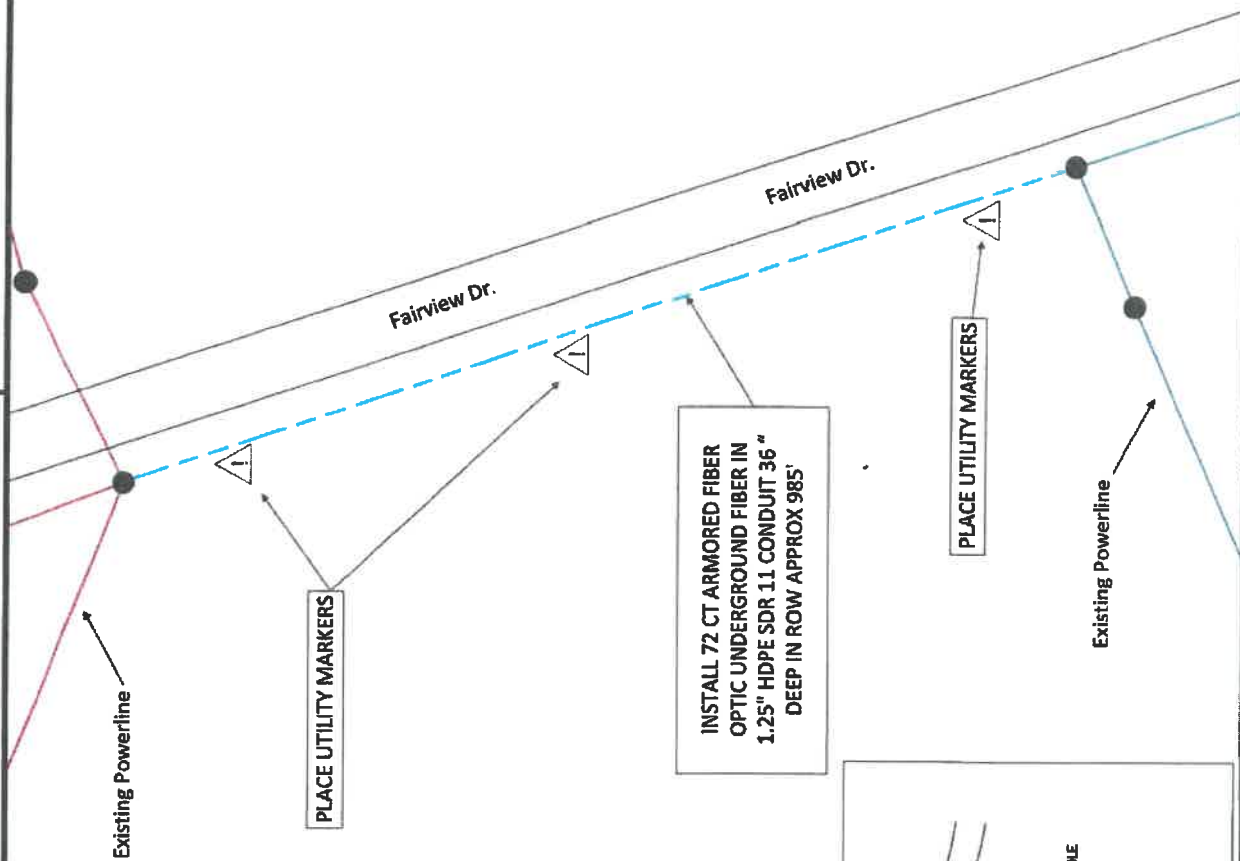 Existing Powerline
Fairview Dr.
Fairview Dr.
!
!
!
PLACE UTILITY MARKERS
INSTALL 72 CT ARMORED FIBER
OPTIC UNDERGROUND FIBER IN
1.25" HDPE SDR 11 CONDUIT 36 "
DEEP IN ROW APPROX 985'
PLACE UTILITY MARKERS
Existing Powerline